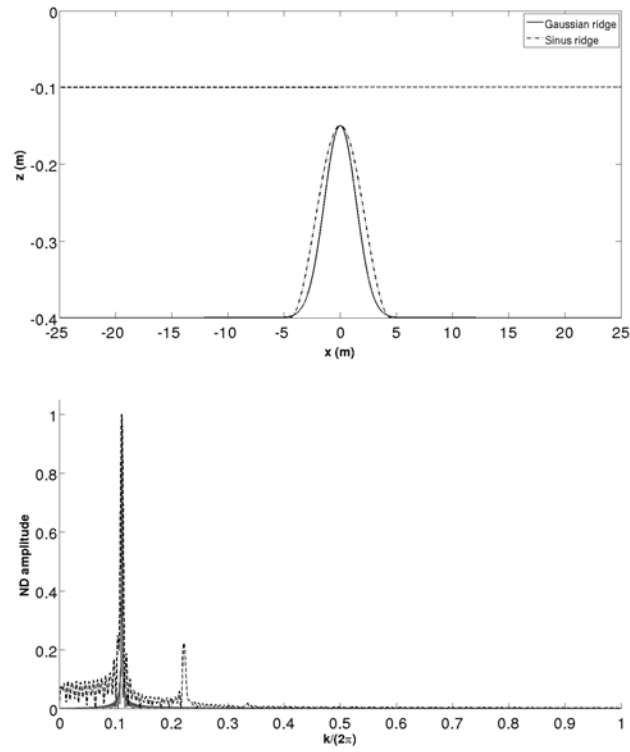 0
Gaussian ridge
Sinus ridge
-0.1
-0.2
-0.3
-0.4
z (m)
-25 -20 -15 -10 -5 0 5 10 15 20 25
x (m)
1
0.8
0.6
0.4
0.2
0
ND amplitude
0 0.1 0.2 0.3 0.4 0.5 0.6 0.7 0.8 0.9 1
k/(2π)